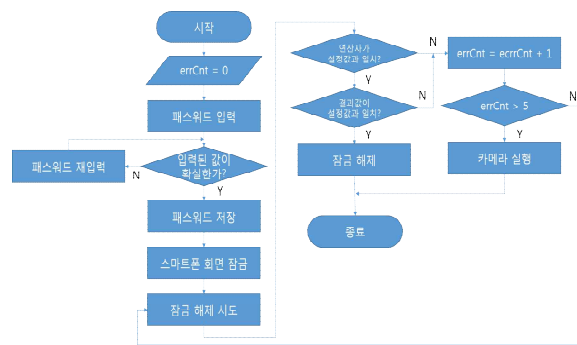 시작
errCnt = 0
패스워드 입력
입력된 값이
확실한가?
N
Y
패스워드 재입력
패스워드 저장
스마트폰 화면 잠금
잠금 해제 시도
연산자가
설정값과 일치?
N
Y
결과값이
설정값과 일치?
N
Y
잠금 해제
errCnt = ecrrCnt + 1
errCnt > 5
N
Y
카메라 실행
종료